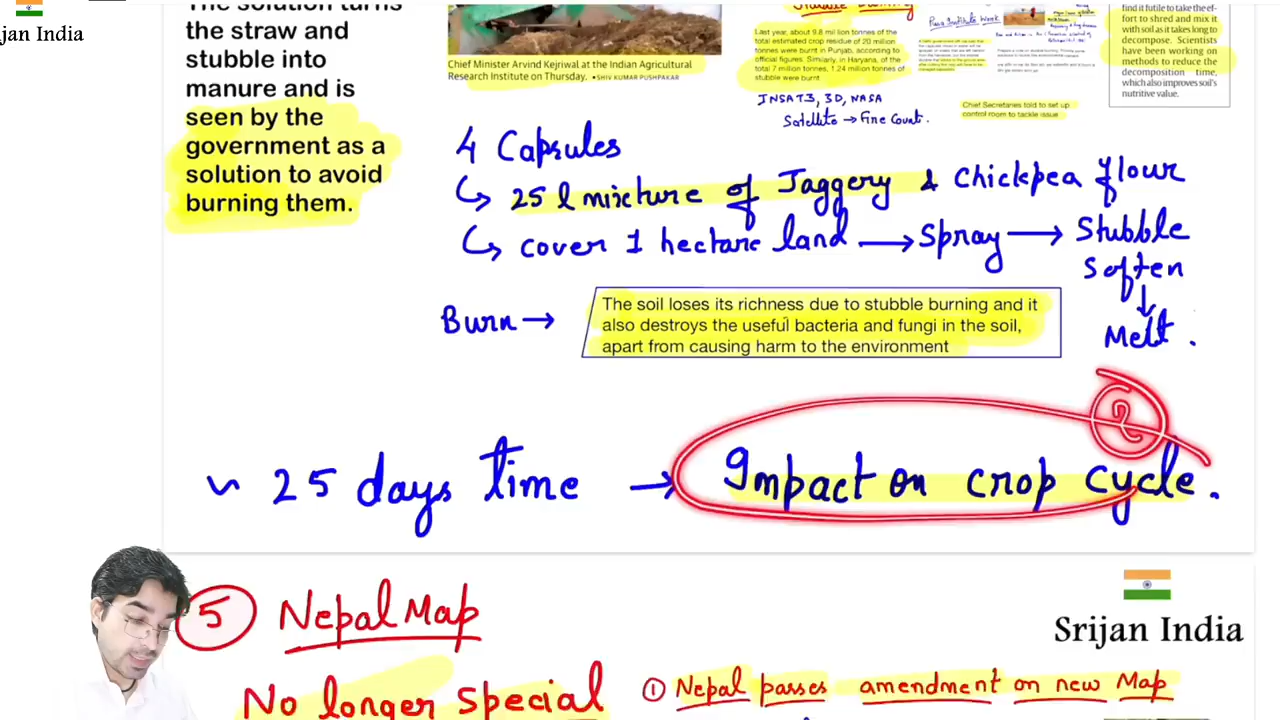 jan India
The solution turns
the straw and
stubble into
manure and is
seen by the
government as a
solution to avoid
burning them.
Chief Minister Arvind Kejriwal at the Indian Agricultural
Research Institute on Thursday. • SHIV KUMAR PUSHPAKAR
Last year, about 9.8 million tonnes of the
total estimated crop residue of 20 million
tonnes were burnt in Punjab, according to
official figures. Similarly, in Haryana, of the
total 7 million tonnes, 1.24 million tonnes of
stubble were burnt
Pusa Institute Work
find it futile to take the ef-
fort to shred and mix it
with soil as it takes long to
decompose. Scientists
have been working on
methods to reduce the
decomposition time,
which also improves soil's
nutritive value.
INSAT3, 3D, NASA
Satellite → Fire Count.
Chief Secretaries told to set up
control room to tackle issue
4 Capsules
↳ 25 l mixture of Jaggery & Chickpea flour
↳ cover 1 hectare land → Spray → Stubble
Soften
↓
Melt.
Burn →
The soil loses its richness due to stubble burning and it
also destroys the useful bacteria and fungi in the soil,
apart from causing harm to the environment
2
~ 25 days time → Impact on crop cycle.
5 Nepal Map
Srijan India
No longer special
① Nepal passes amendment on new Map